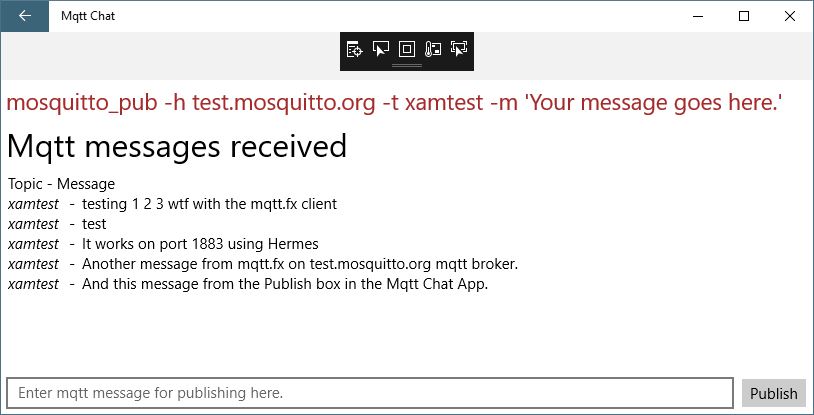 Mqtt Chat
mosquitto_pub -h test.mosquitto.org -t xamtest -m 'Your message goes here.'
Mqtt messages received
Topic - Message
xamtest - testing 1 2 3 wtf with the mqtt.fx client
xamtest - test
xamtest - It works on port 1883 using Hermes
xamtest - Another message from mqtt.fx on test.mosquitto.org mqtt broker.
xamtest - And this message from the Publish box in the Mqtt Chat App.
Enter mqtt message for publishing here. Publish